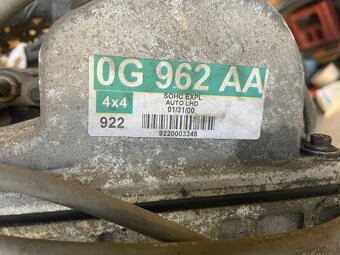 0G 962 AA
4x4
SOHC EXPL
AUTO LHD
01/31/00
922
9220003348